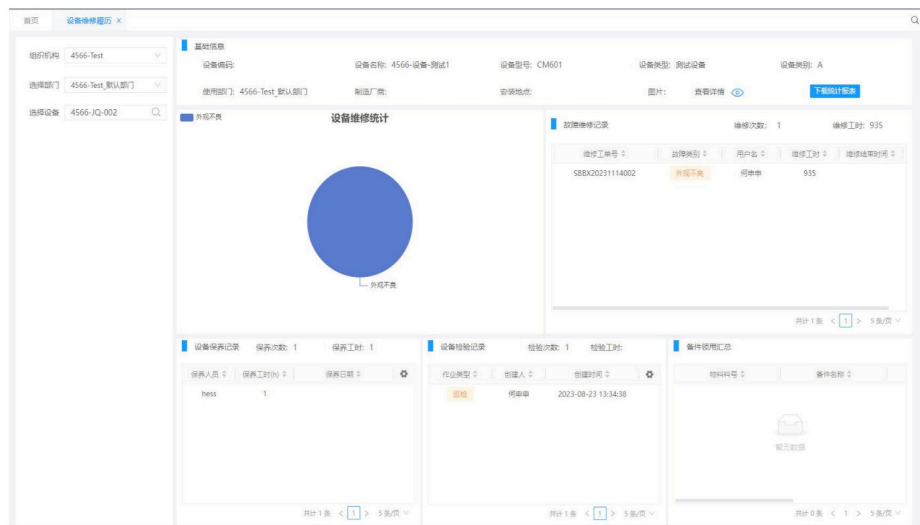 首页 设备维修履历 ×
组织机构 4566-Test
选择部门 4566-Test_默认部门
选择设备 4566-JQ-002
基础信息
设备编码: 设备名称: 4566-设备-测试1 设备型号: CM601 设备类型: 测试设备 设备类别: A
使用部门: 4566-Test_默认部门 制造厂商: 安装地点: 图片: 查看详情 下载统计报表
外观不良 设备维修统计
外观不良
故障维修记录 维修次数: 1 维修工时: 935
维修工单号 故障类别 用户名 维修工时 维修结束时间
SBBX20231114002 外观不良 何申申 935
共计 1 条 < 1 > 5 条/页
设备保养记录 保养次数: 1 保养工时: 1
保养人员 保养工时(h) 保养日期
hess 1
共计 1 条 < 1 > 5 条/页
设备检验记录 检验次数: 1 检验工时:
作业类型 创建人 创建时间
巡检 何申申 2023-08-23 13:34:38
共计 1 条 < 1 > 5 条/页
备件领用汇总
物料料号 备件名称
暂无数据
共计 0 条 < 1 > 5 条/页